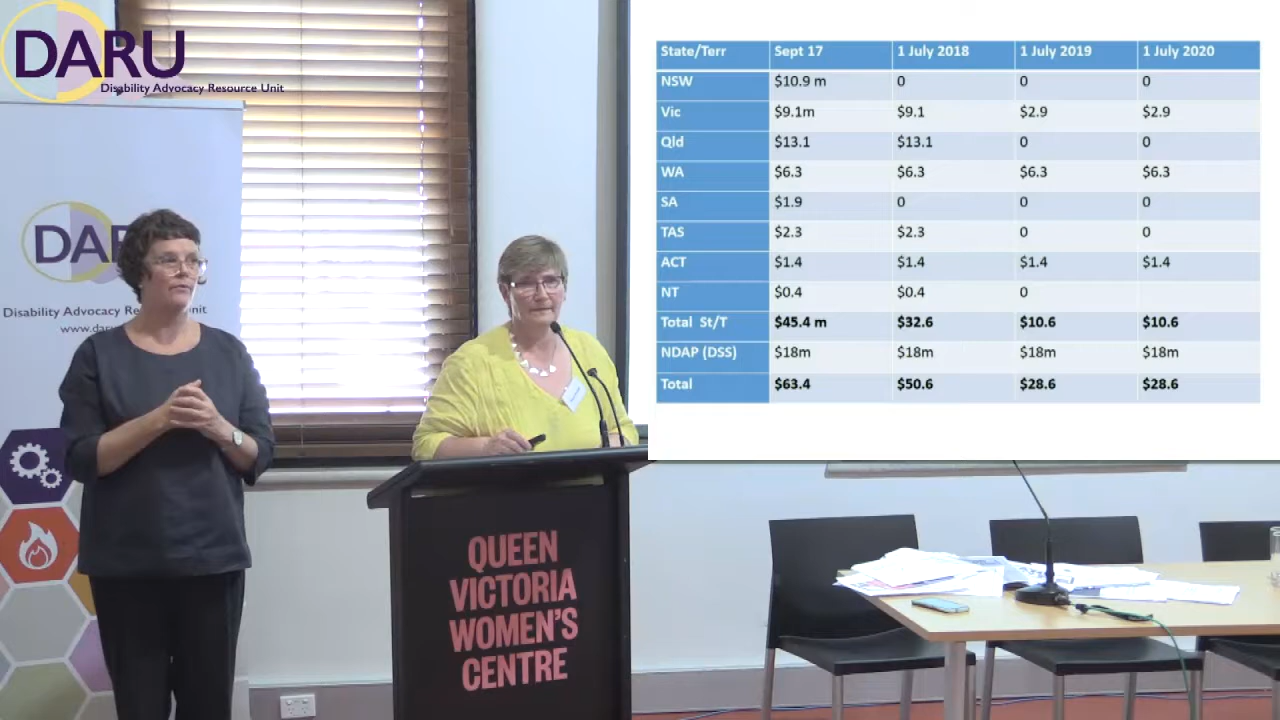 DARU
Disability Advocacy Resource Unit
DAR
Disability Advocacy Res
nit
www.daru
QUEEN
VICTORIA
WOMEN'S
CENTRE
State/Terr Sept 17 1 July 2018 1 July 2019 1 July 2020
NSW $10.9 m 0 0 0
Vic $9.1m $9.1 $2.9 $2.9
Qld $13.1 $13.1 0 0
WA $6.3 $6.3 $6.3 $6.3
SA $1.9 0 0 0
TAS $2.3 $2.3 0 0
ACT $1.4 $1.4 $1.4 $1.4
NT $0.4 $0.4 0
Total St/T $45.4 m $32.6 $10.6 $10.6
NDAP (DSS) $18m $18m $18m $18m
Total $63.4 $50.6 $28.6 $28.6